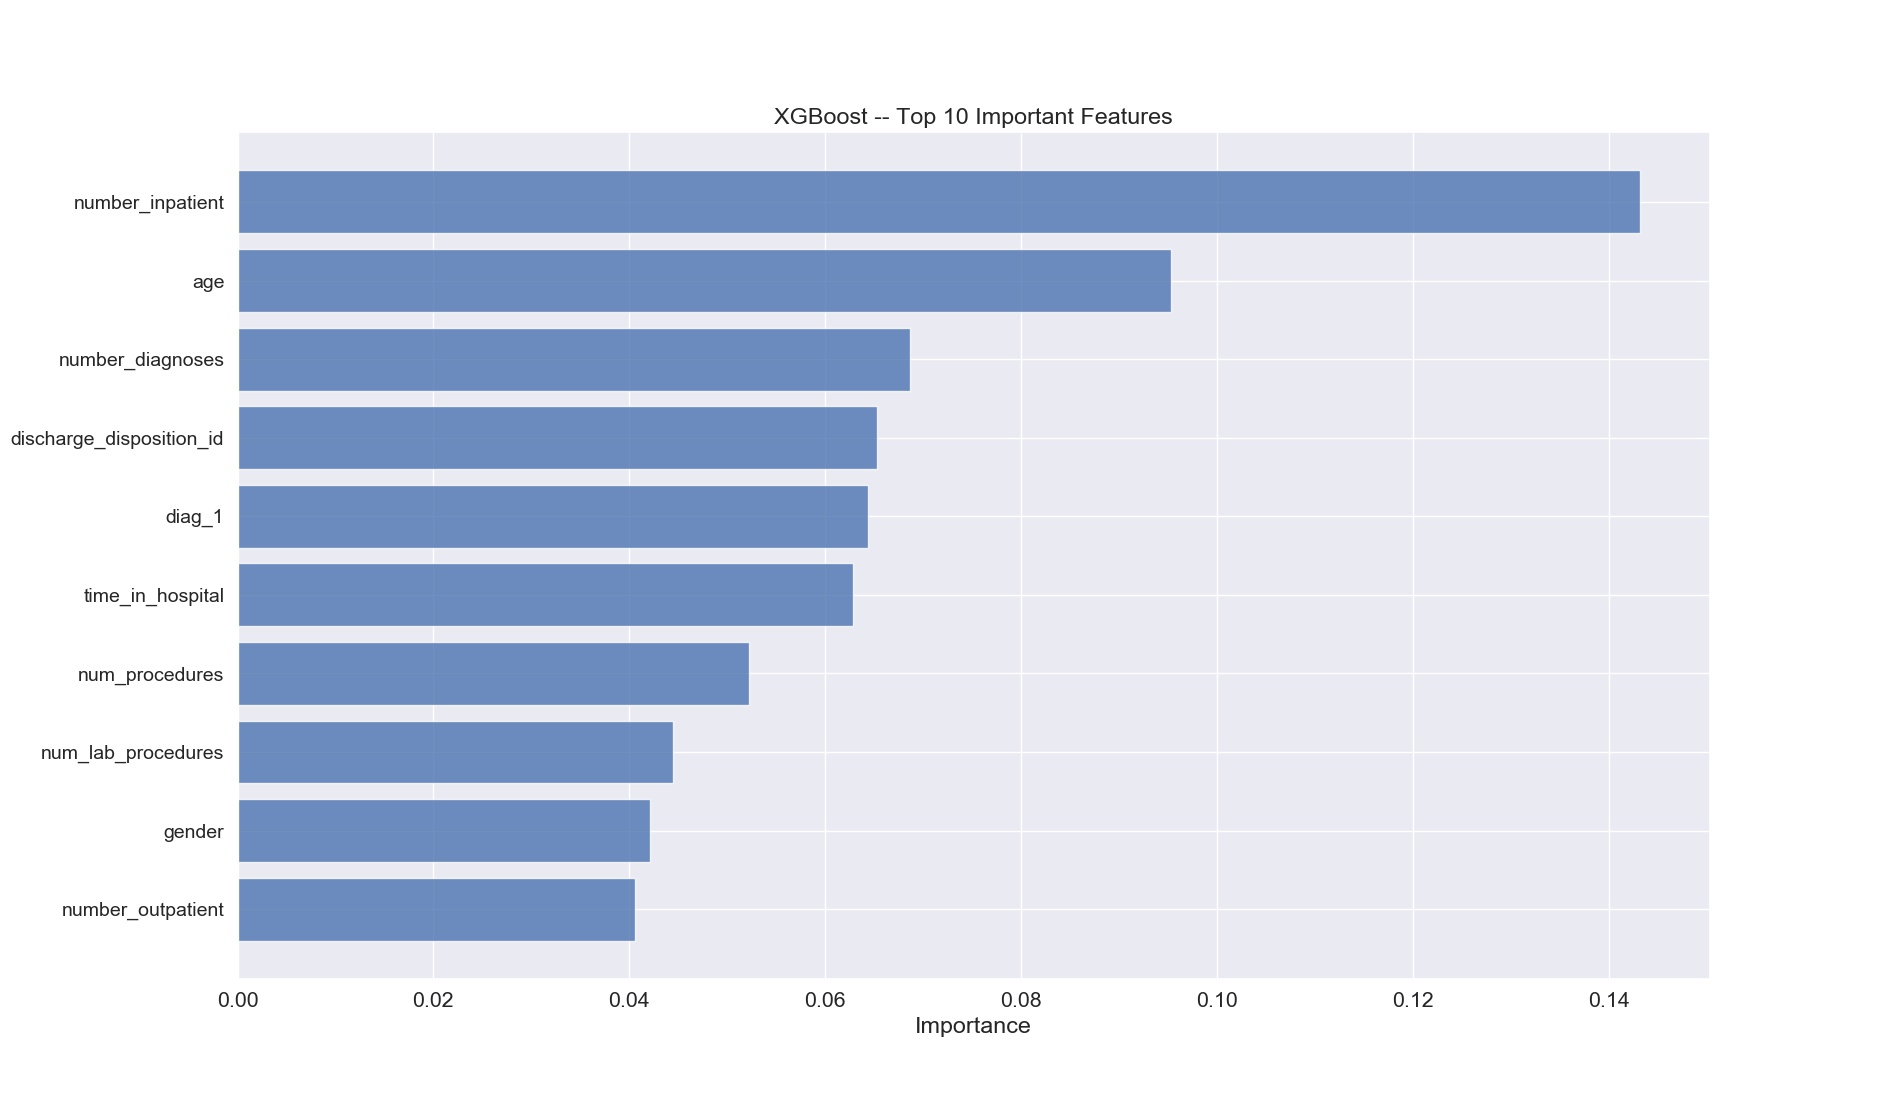 XGBoost -- Top 10 Important Features
number_inpatient
age
number_diagnoses
discharge_disposition_id
diag_1
time_in_hospital
num_procedures
num_lab_procedures
gender
number_outpatient
0.00 0.02 0.04 0.06 0.08 0.10 0.12 0.14
Importance